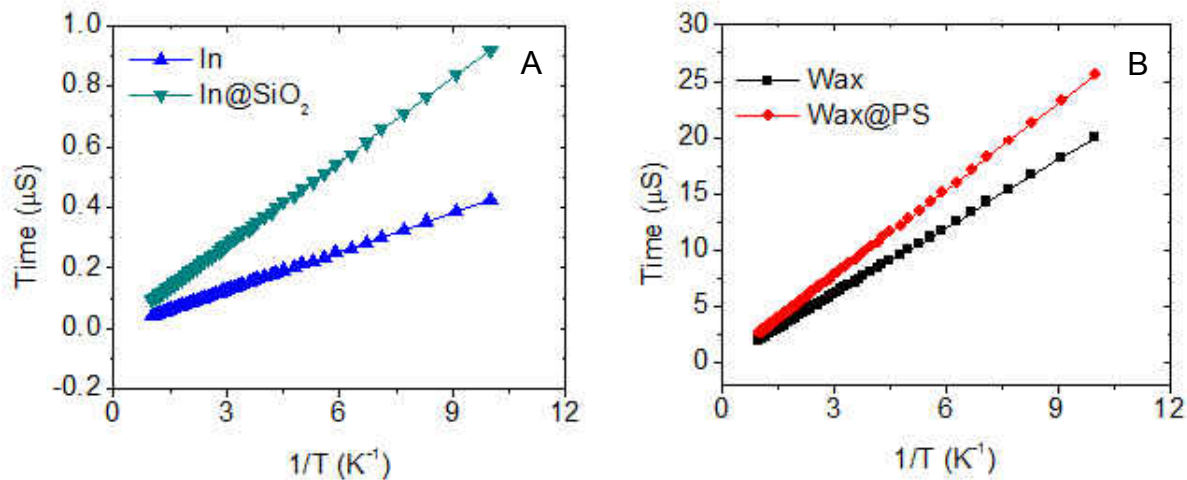 A
In
In@SiO₂
1.0
0.8
0.6
0.4
0.2
0.0
-0.2
Time (µS)
0 3 6 9 12
1/T (K⁻¹)
B
Wax
Wax@PS
30
25
20
15
10
5
0
Time (µS)
0 3 6 9 12
1/T (K⁻¹)